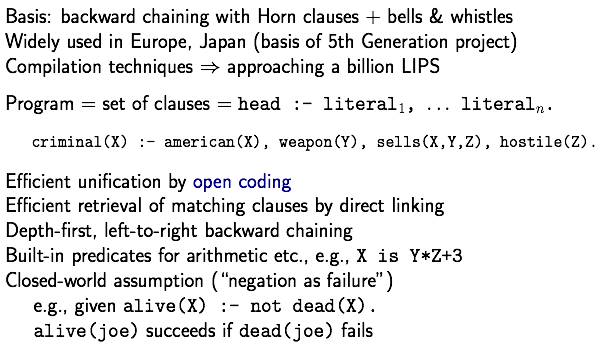 Basis: backward chaining with Horn clauses + bells & whistles
Widely used in Europe, Japan (basis of 5th Generation project)
Compilation techniques ⇒ approaching a billion LIPS
Program = set of clauses = head :- literal₁, ... literalₙ.
criminal(X) :- american(X), weapon(Y), sells(X,Y,Z), hostile(Z).
Efficient unification by open coding
Efficient retrieval of matching clauses by direct linking
Depth-first, left-to-right backward chaining
Built-in predicates for arithmetic etc., e.g., X is Y*Z+3
Closed-world assumption ("negation as failure")
e.g., given alive(X) :- not dead(X).
alive(joe) succeeds if dead(joe) fails